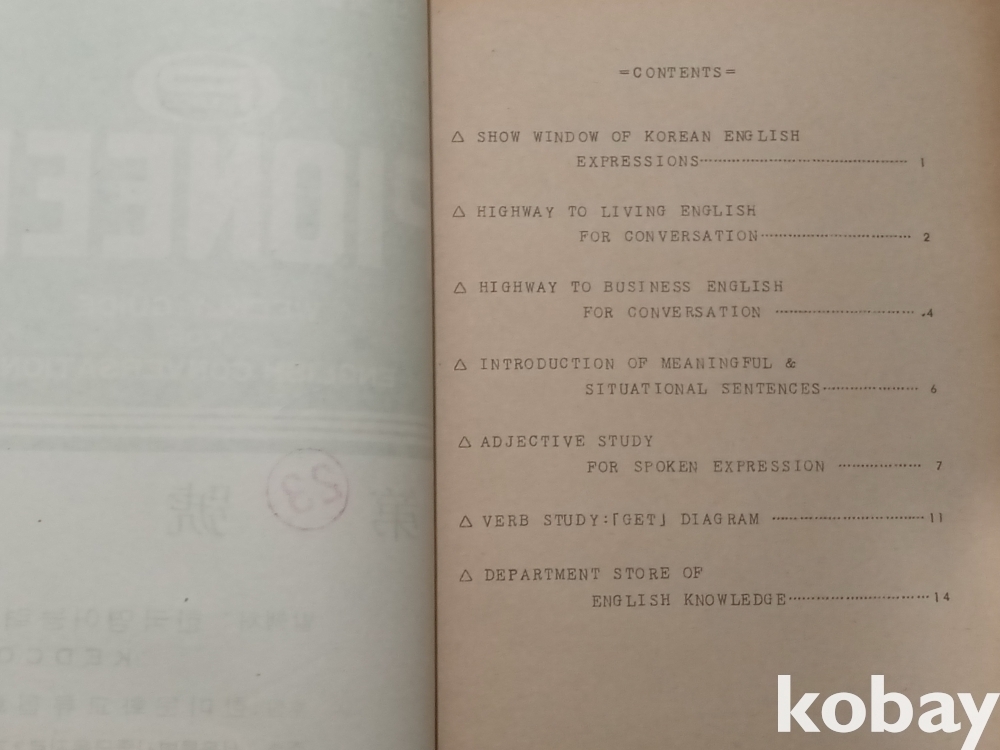 =CONTENTS=
△ SHOW WINDOW OF KOREAN ENGLISH
EXPRESSIONS 1
△ HIGHWAY TO LIVING ENGLISH
FOR CONVERSATION 2
△ HIGHWAY TO BUSINESS ENGLISH
FOR CONVERSATION 4
△ INTRODUCTION OF MEANINGFUL &
SITUATIONAL SENTENCES 6
△ ADJECTIVE STUDY
FOR SPOKEN EXPRESSION 7
△ VERB STUDY:「GET」 DIAGRAM 11
△ DEPARTMENT STORE OF
ENGLISH KNOWLEDGE 14
第 23 號
kobay